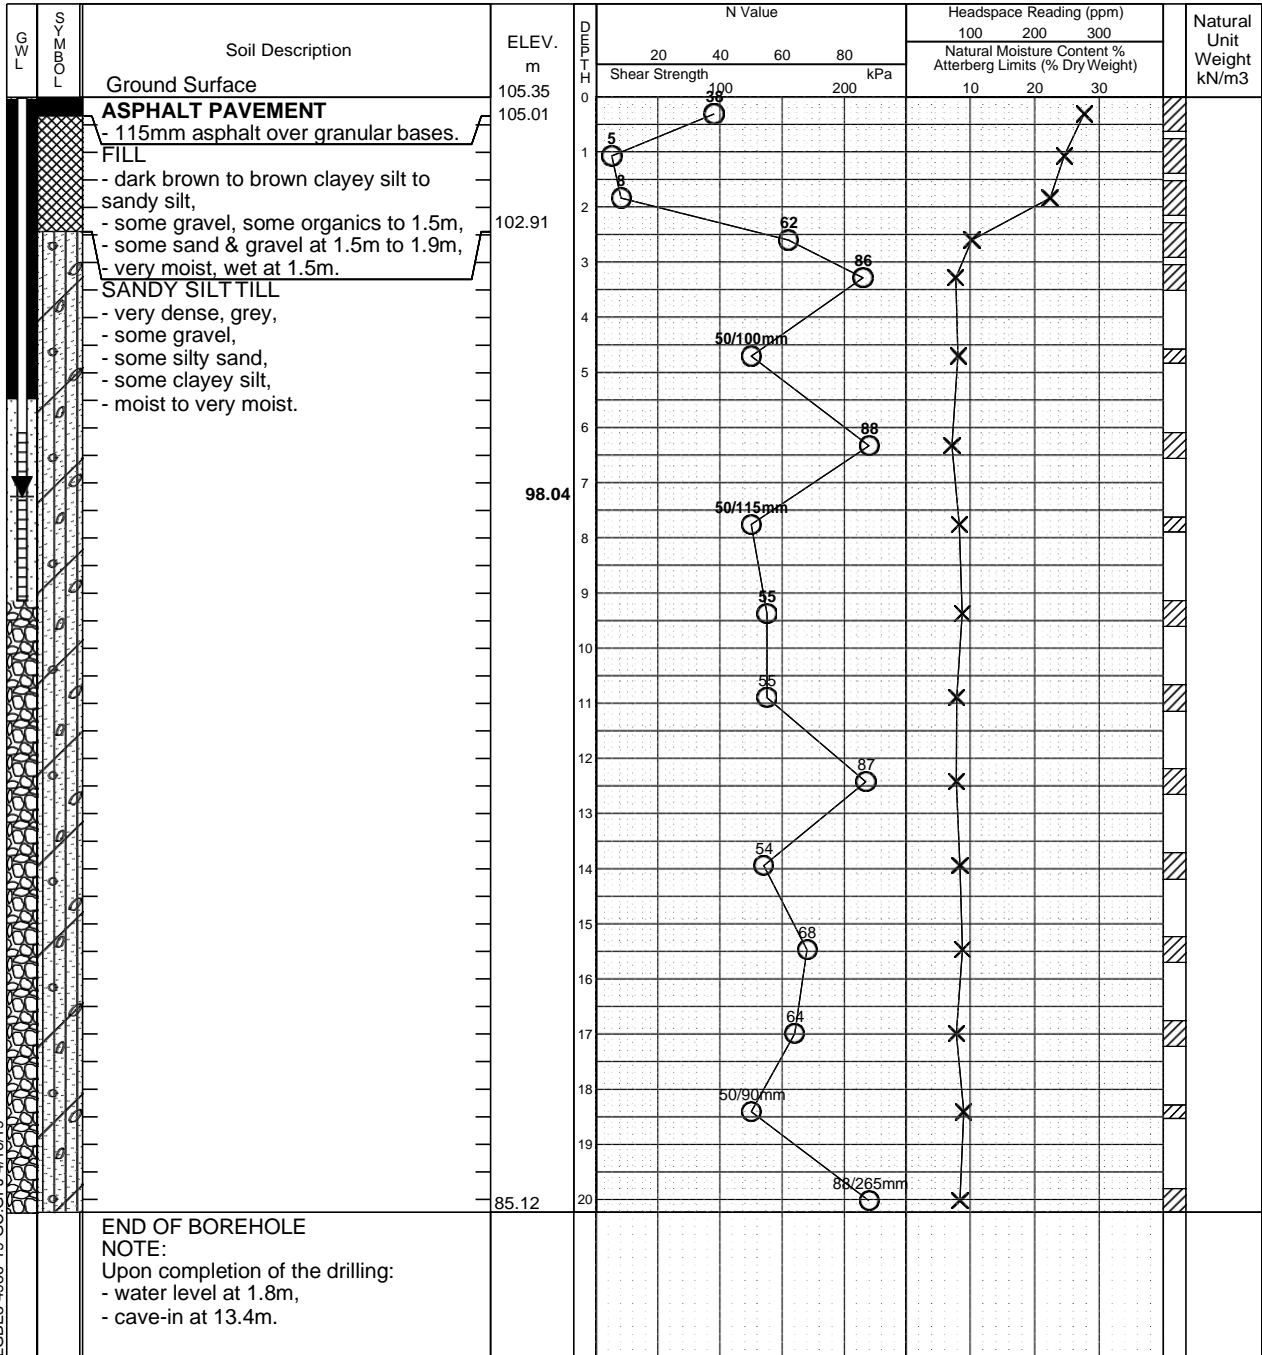 GWL
SYMBOL
Soil Description
Ground Surface
ELEV.
m
105.35
DEPTH
N Value
20 40 60 80
Shear Strength kPa
100 200
Headspace Reading (ppm)
100 200 300
Natural Moisture Content %
Atterberg Limits (% Dry Weight)
10 20 30
Natural
Unit
Weight
kN/m3
ASPHALT PAVEMENT
- 115mm asphalt over granular bases.
105.01
FILL
- dark brown to brown clayey silt to
sandy silt,
- some gravel, some organics to 1.5m,
- some sand & gravel at 1.5m to 1.9m,
- very moist, wet at 1.5m.
102.91
SANDY SILT TILL
- very dense, grey,
- some gravel,
- some silty sand,
- some clayey silt,
- moist to very moist.
98.04
85.12
0
1
2
3
4
5
6
7
8
9
10
11
12
13
14
15
16
17
18
19
20
38
5
8
62
86
50/100mm
88
50/115mm
55
55
87
54
68
64
50/90mm
88/265mm
END OF BOREHOLE
NOTE:
Upon completion of the drilling:
- water level at 1.8m,
- cave-in at 13.4m.